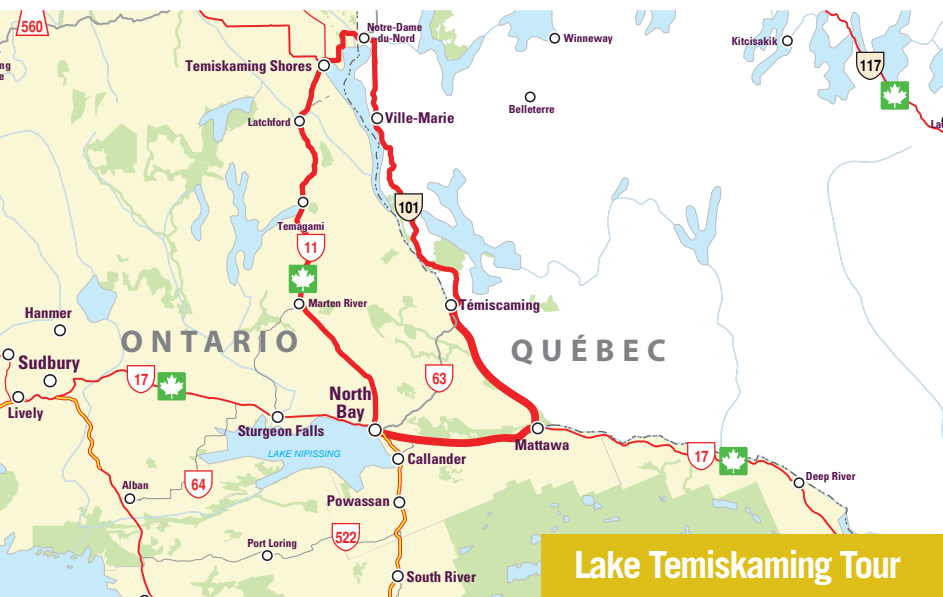 560
Notre-Dame
du-Nord
Winneway
Kitcisakik
117
Temiskaming Shores
ng
e
Belleterre
Latchford
Ville-Marie
La
101
Temagami
11
Marten River
Témiscaming
Hanmer
ONTARIO
QUÉBEC
Sudbury
17
63
North
Bay
Lively
Sturgeon Falls
Mattawa
LAKE NIPISSING
Callander
17
Deep River
Alban
64
Powassan
522
Port Loring
South River
Lake Temiskaming Tour